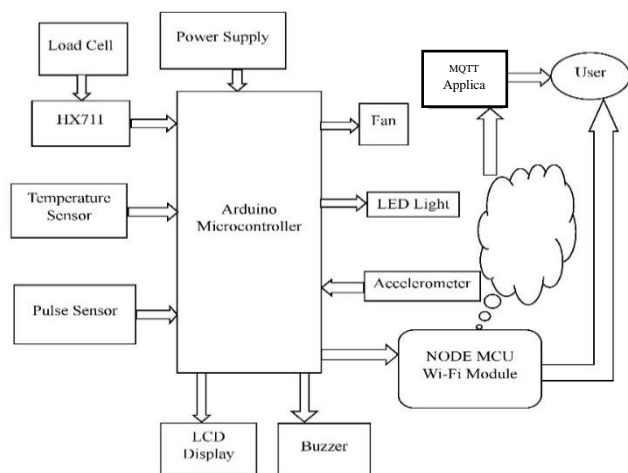 Load Cell
Power Supply
MQTT
Applica
User
HX711
Fan
Temperature
Sensor
Arduino
Microcontroller
LED Light
Accelerometer
Pulse Sensor
NODE MCU
Wi-Fi Module
LCD
Display
Buzzer